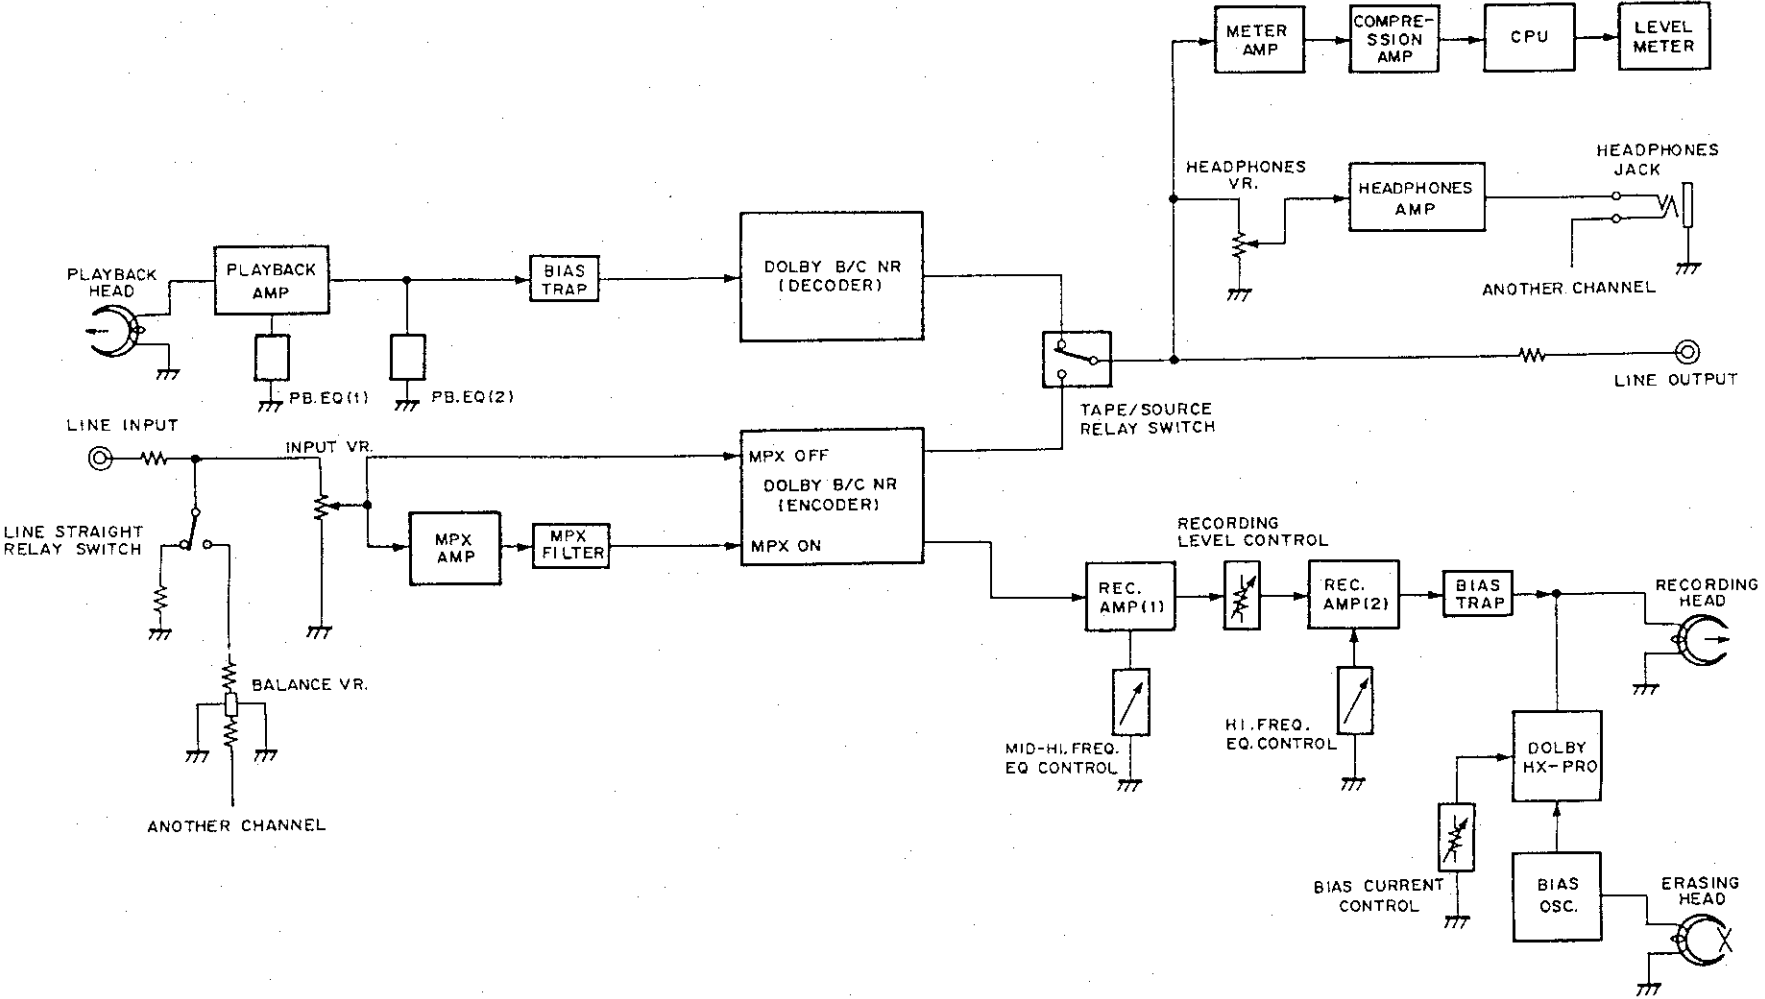 METER
AMP
COMPRE-
SSION
AMP
CPU
LEVEL
METER
HEADPHONES
VR.
HEADPHONES
AMP
HEADPHONES
JACK
ANOTHER CHANNEL
PLAYBACK
HEAD
PLAYBACK
AMP
BIAS
TRAP
DOLBY B/C NR
(DECODER)
PB.EQ(1)
PB.EQ(2)
TAPE/SOURCE
RELAY SWITCH
LINE OUTPUT
LINE INPUT
INPUT VR.
MPX OFF
DOLBY B/C NR
(ENCODER)
MPX ON
LINE STRAIGHT
RELAY SWITCH
MPX
AMP
MPX
FILTER
RECORDING
LEVEL CONTROL
REC.
AMP(1)
REC.
AMP(2)
BIAS
TRAP
RECORDING
HEAD
BALANCE VR.
ANOTHER CHANNEL
MID-HI.FREQ.
EQ CONTROL
HI.FREQ.
EQ.CONTROL
DOLBY
HX-PRO
BIAS CURRENT
CONTROL
BIAS
OSC.
ERASING
HEAD